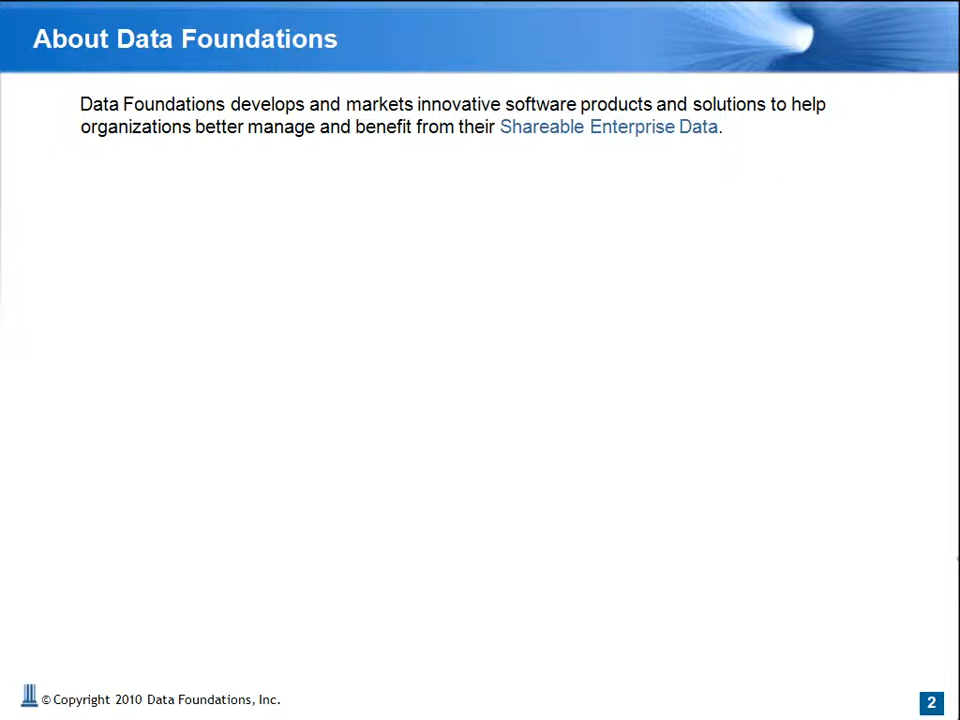 About Data Foundations
Data Foundations develops and markets innovative software products and solutions to help
organizations better manage and benefit from their Shareable Enterprise Data.
© Copyright 2010 Data Foundations, Inc.
2